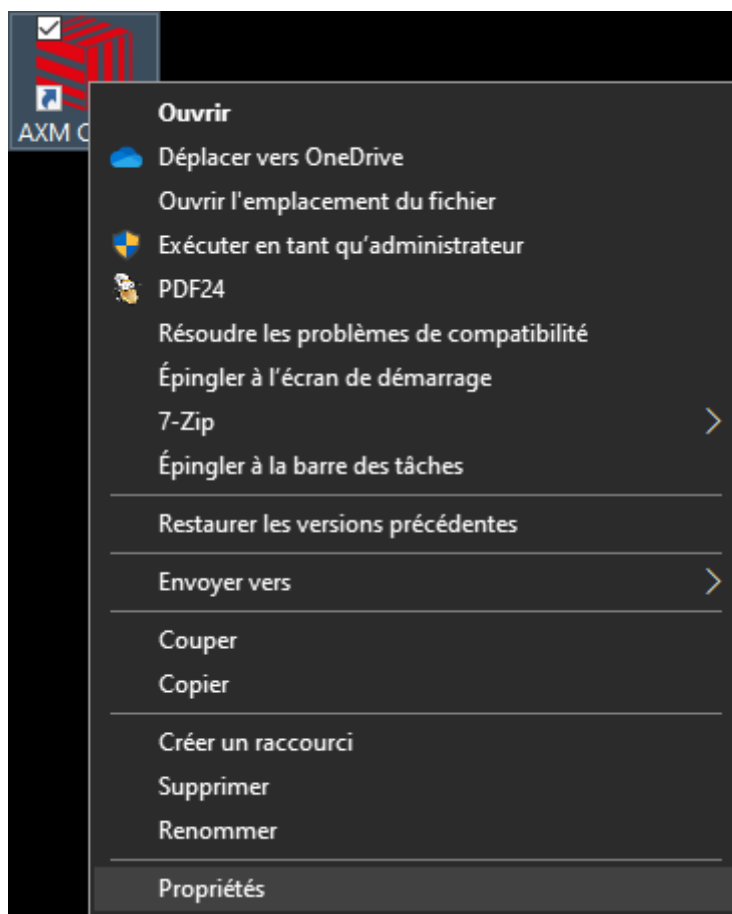 AXM C
Ouvrir
Déplacer vers OneDrive
Ouvrir l'emplacement du fichier
Exécuter en tant qu’administrateur
PDF24
Résoudre les problèmes de compatibilité
Épingler à l’écran de démarrage
7-Zip
Épingler à la barre des tâches
Restaurer les versions précédentes
Envoyer vers
Couper
Copier
Créer un raccourci
Supprimer
Renommer
Propriétés